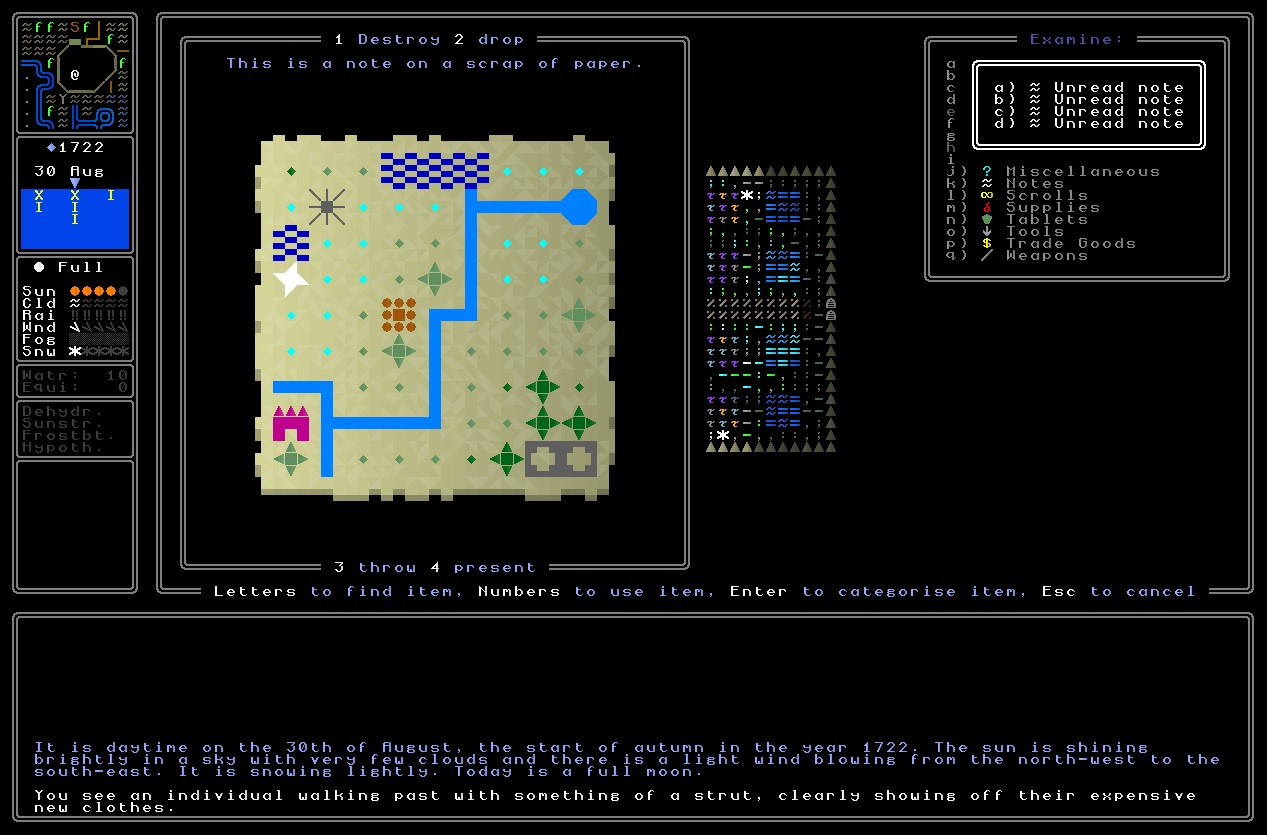 1 Destroy 2 drop
This is a note on a scrap of paper.
3 throw 4 present
Letters to find item, Numbers to use item, Enter to categorise item, Esc to cancel
Examine:
a
b
c
d
e
f
g
h
i
a) ≈ Unread note
b) ≈ Unread note
c) ≈ Unread note
d) ≈ Unread note
j) ? Miscellaneous
k) ≈ Notes
l) ∞ Scrolls
m) Supplies
n) Tablets
o) Tools
p) $ Trade Goods
q) Weapons
◆1722
30 Aug
X X I
I I
I
Full
Sun
Cld
Rai
Wnd
Fog
Snw
Watr: 10
Equi: 0
Dehydr.
Sunstr.
Frostbt.
Hypoth.
It is daytime on the 30th of August, the start of autumn in the year 1722. The sun is shining
brightly in a sky with very few clouds and there is a light wind blowing from the north-west to the
south-east. It is snowing lightly. Today is a full moon.
You see an individual walking past with something of a strut, clearly showing off their expensive
new clothes.